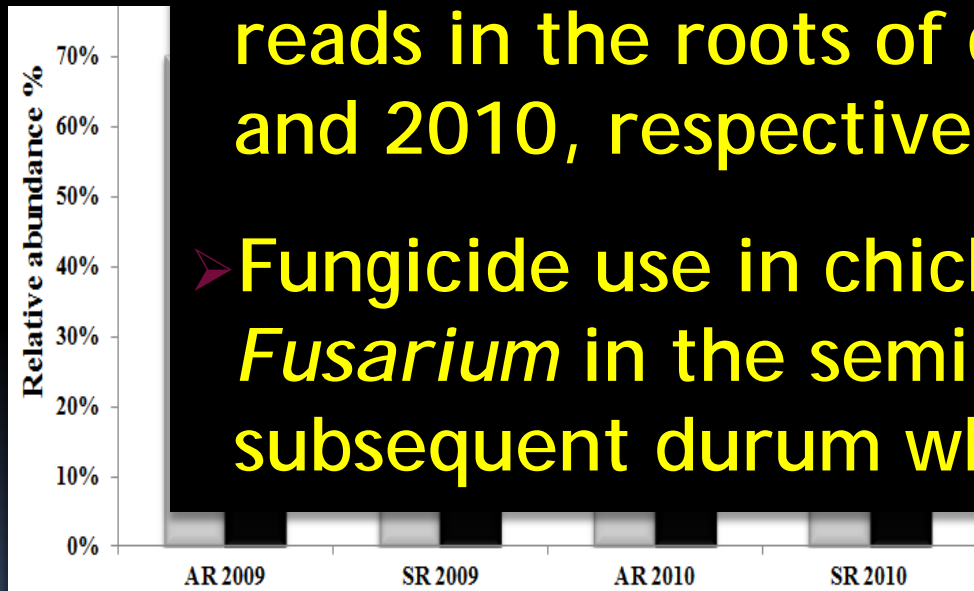 reads in the roots of
and 2010, respective
Fungicide use in chic
Fusarium in the semi
subsequent durum w
Relative abundance %
70%
60%
50%
40%
30%
20%
10%
0%
AR 2009 SR 2009 AR 2010 SR 2010